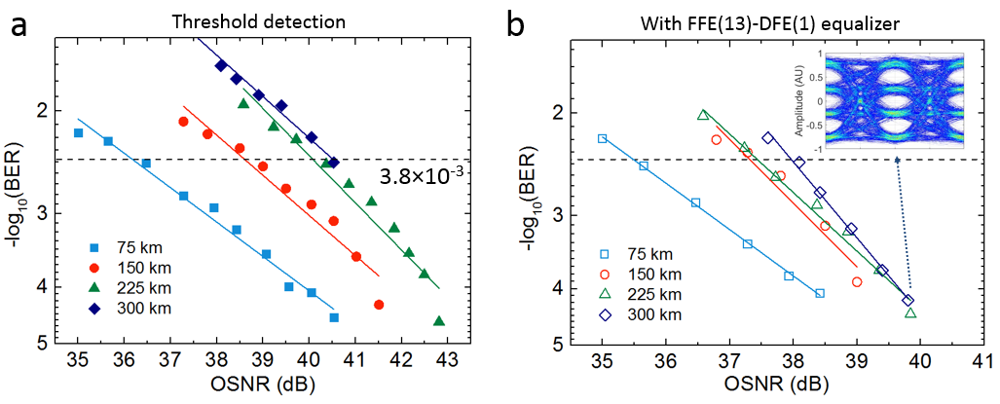 a
Threshold detection
-log10(BER)
2
3
4
5
3.8×10-3
75 km
150 km
225 km
300 km
35 36 37 38 39 40 41 42 43
OSNR (dB)
b
With FFE(13)-DFE(1) equalizer
-log10(BER)
2
3
4
5
Amplitude (AU)
1
0.5
0
-0.5
-1
75 km
150 km
225 km
300 km
35 36 37 38 39 40 41
OSNR (dB)